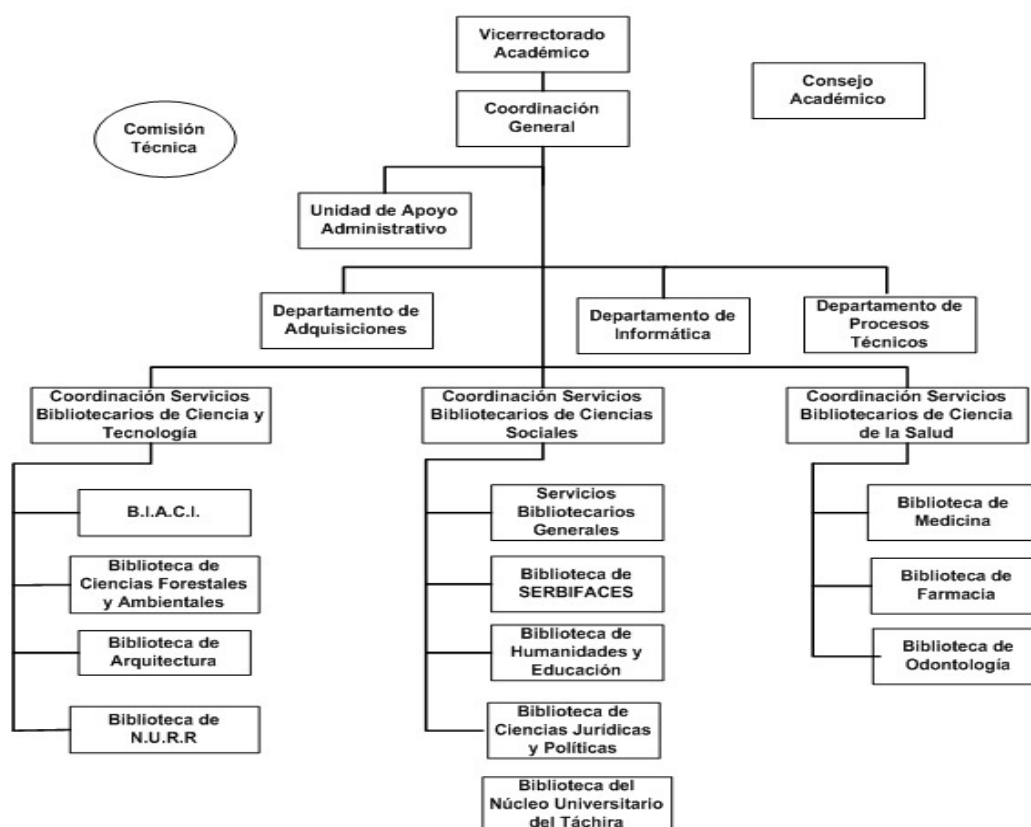 Vicerrectorado
Académico
Consejo
Académico
Coordinación
General
Comisión
Técnica
Unidad de Apoyo
Administrativo
Departamento de
Adquisiciones
Departamento de
Informática
Departamento de
Procesos
Técnicos
Coordinación Servicios
Bibliotecarios de Ciencia y
Tecnología
Coordinación Servicios
Bibliotecarios de Ciencias
Sociales
Coordinación Servicios
Bibliotecarios de Ciencia
de la Salud
B.I.A.C.I.
Biblioteca de
Ciencias Forestales
y Ambientales
Biblioteca de
Arquitectura
Biblioteca de
N.U.R.R
Servicios
Bibliotecarios
Generales
Biblioteca de
SERBIFACES
Biblioteca de
Humanidades y
Educación
Biblioteca de
Ciencias Jurídicas
y Políticas
Biblioteca del
Núcleo Universitario
del Táchira
Biblioteca de
Medicina
Biblioteca de
Farmacia
Biblioteca de
Odontología